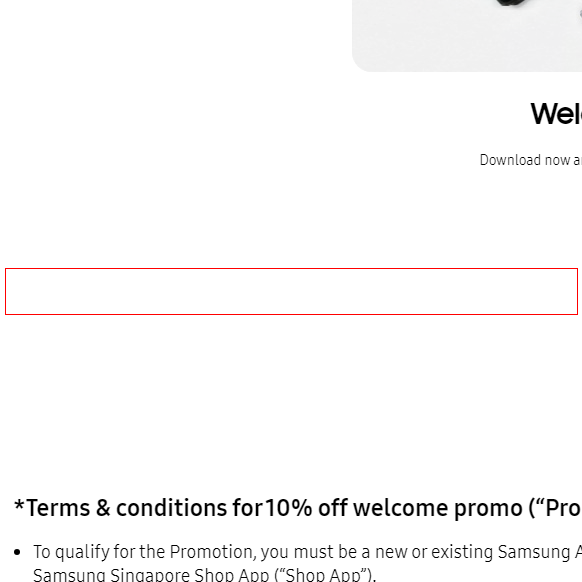 Download now
*Terms & conditions for10% off welcome promo (“Pro
To qualify for the Promotion, you must be a new or existing Samsung
Samsung Singapore Shop App (“Shop App”).